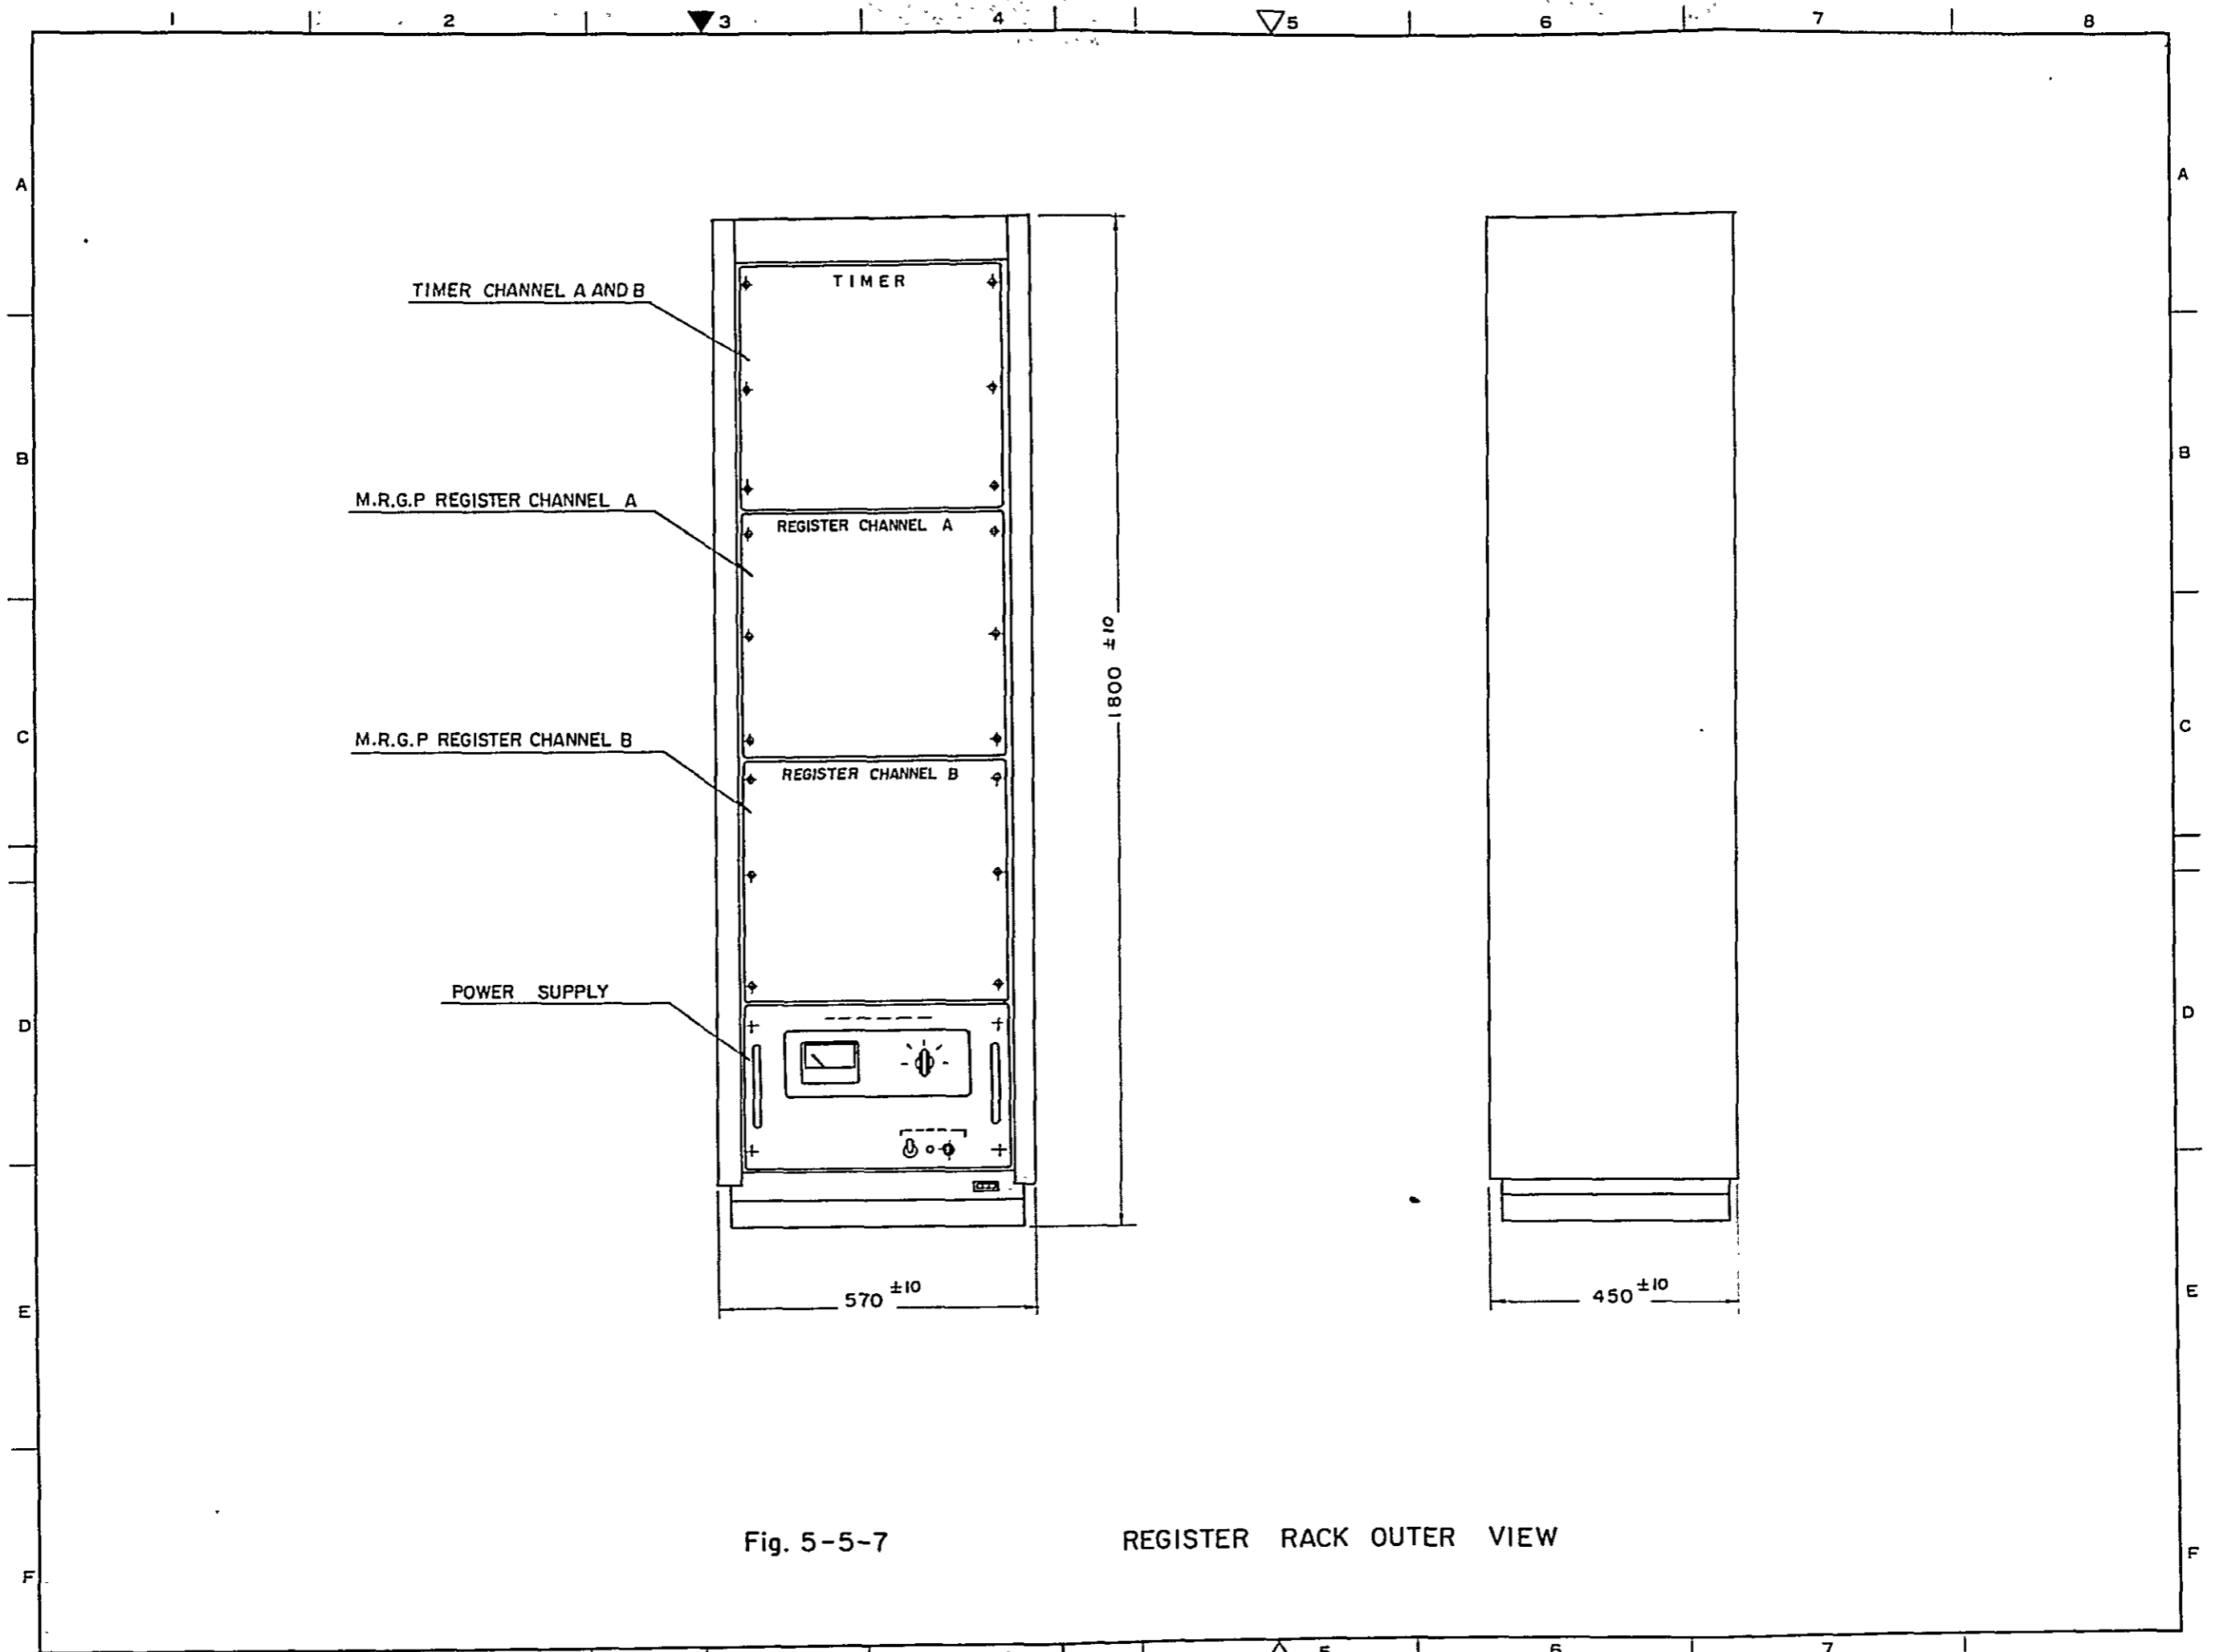 1 2 3 4 5 6 7 8
A A
TIMER
TIMER CHANNEL A AND B
B B
M.R.G.P REGISTER CHANNEL A
REGISTER CHANNEL A
1800 ±10
C C
M.R.G.P REGISTER CHANNEL B
REGISTER CHANNEL B
POWER SUPPLY
D D
570 ±10
450 ±10
E E
Fig. 5-5-7 REGISTER RACK OUTER VIEW
F F
5 6 7